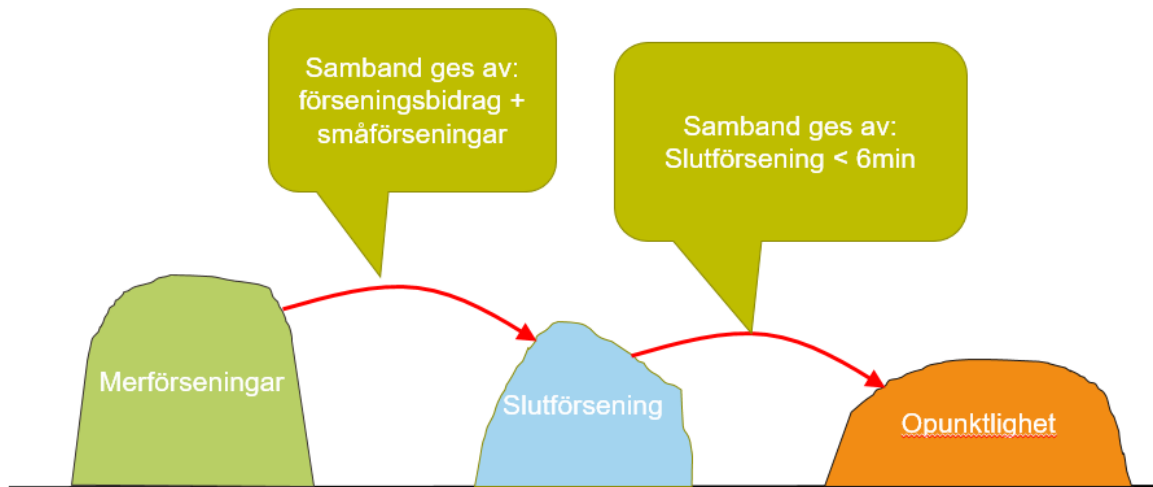 Samband ges av:
förseningsbidrag +
småförseningar
Samband ges av:
Slutförsening < 6min
Merförseningar
Slutförsening
Opunktlighet